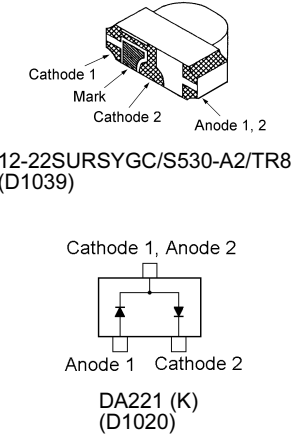 Cathode 1
Mark
Cathode 2
Anode 1, 2
12-22SURSYGC/S530-A2/TR8
(D1039)
Cathode 1, Anode 2
Anode 1 Cathode 2
DA221 (K)
(D1020)